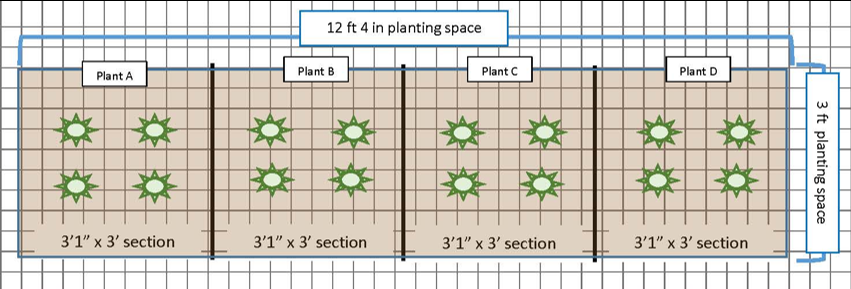 12 ft 4 in planting space
Plant A
Plant B
Plant C
Plant D
3 ft planting space
3’1” x 3’ section
3’1” x 3’ section
3’1” x 3’ section
3’1” x 3’ section